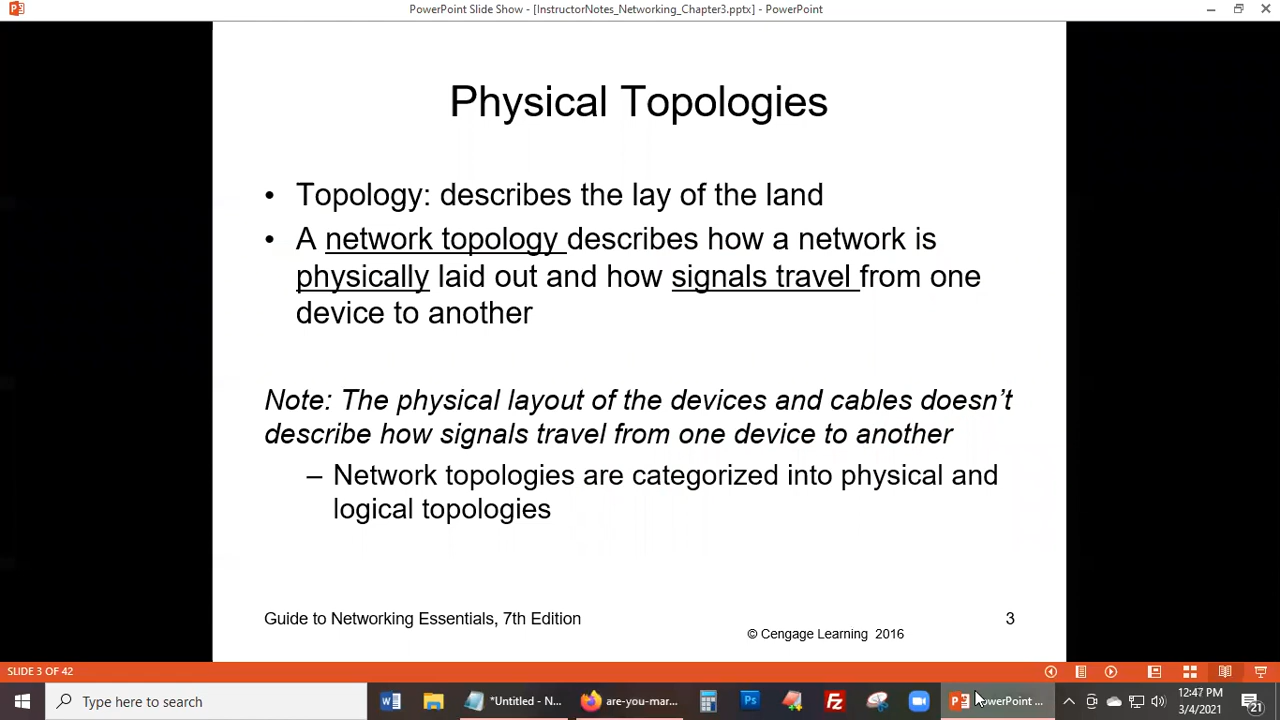 PowerPoint Slide Show - [InstructorNotes_Networking_Chapter3.pptx] - PowerPoint
Physical Topologies
• Topology: describes the lay of the land
• A network topology describes how a network is
physically laid out and how signals travel from one
device to another
Note: The physical layout of the devices and cables doesn’t
describe how signals travel from one device to another
– Network topologies are categorized into physical and
logical topologies
Guide to Networking Essentials, 7th Edition
3
© Cengage Learning 2016
SLIDE 3 OF 42
Type here to search
*Untitled - N...
are-you-mar...
PowerPoint ...
12:47 PM
3/4/2021
21